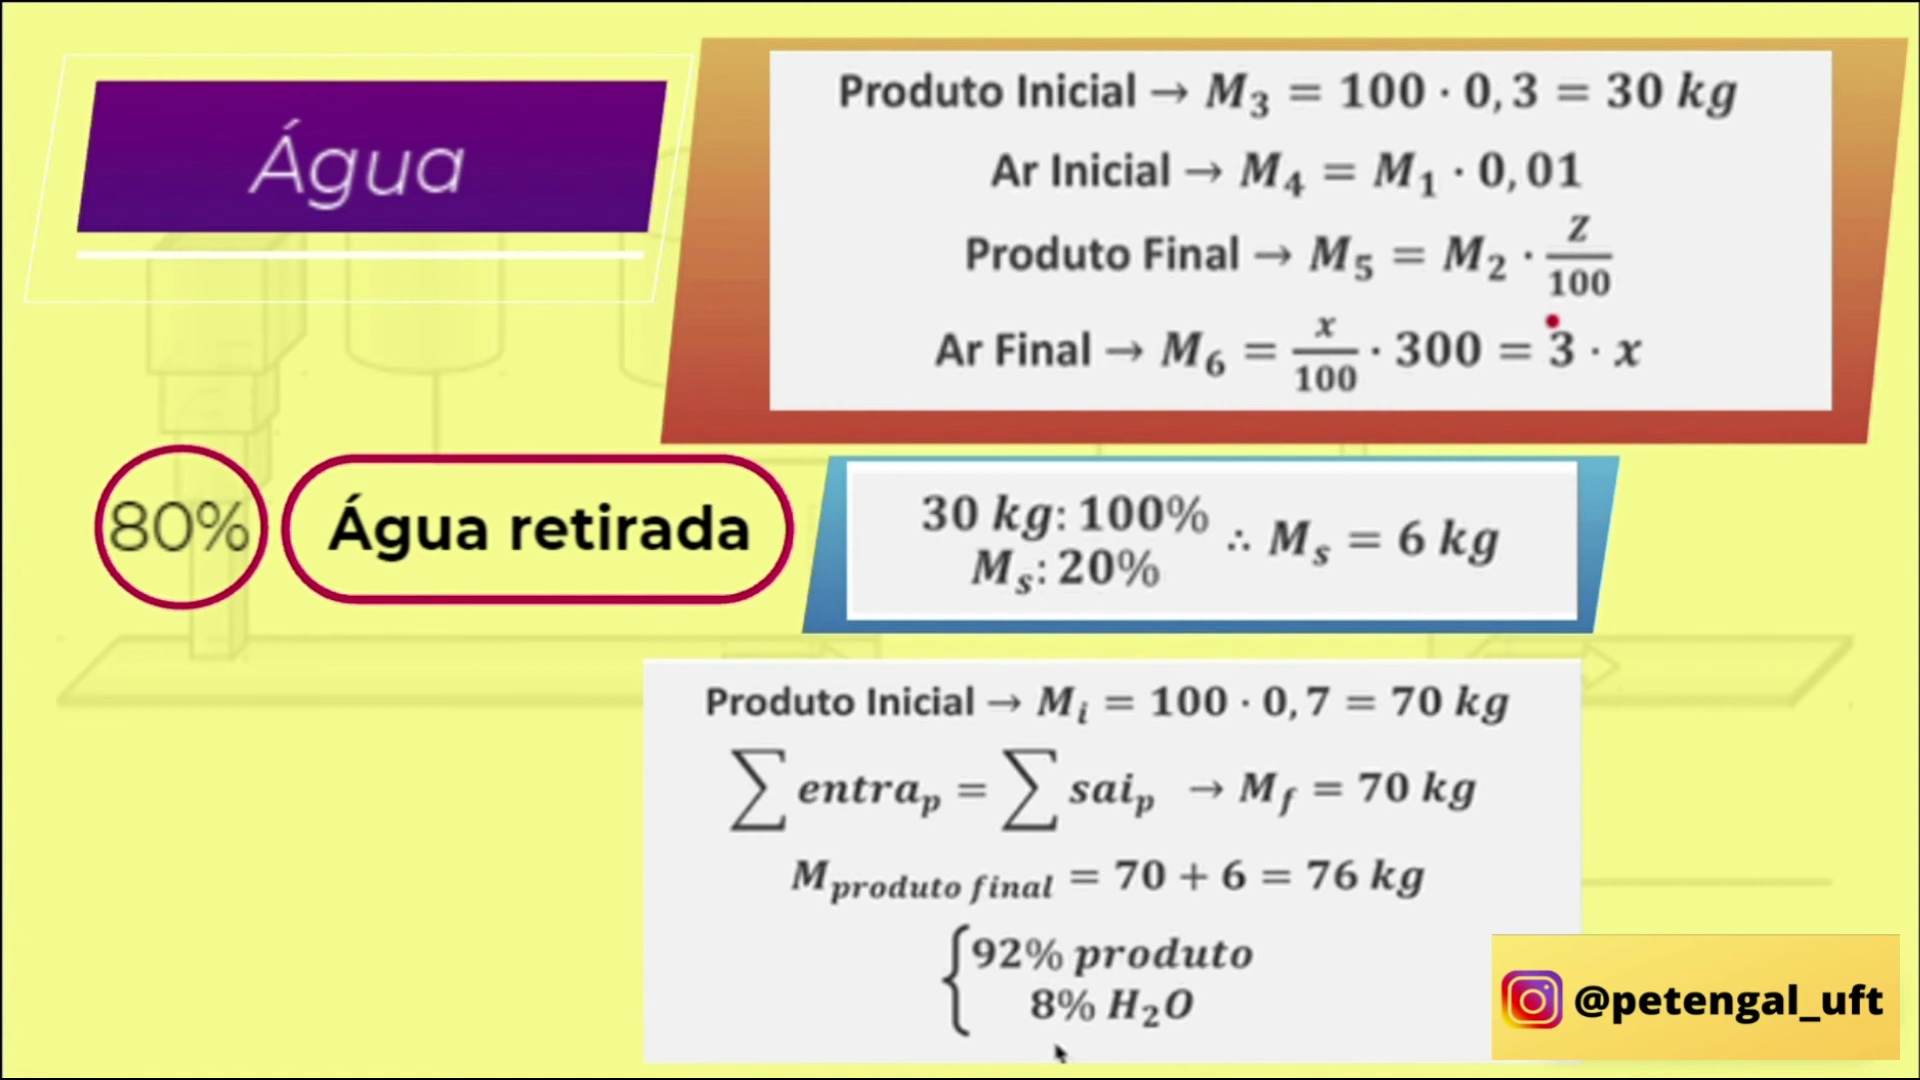 Água
Produto Inicial → M₃ = 100 · 0, 3 = 30 kg
Ar Inicial → M₄ = M₁ · 0, 01
Produto Final → M₅ = M₂ · z/100
Ar Final → M₆ = x/100 · 300 = 3 · x
80%
Água retirada
30 kg: 100%
Mₛ: 20%
∴ Mₛ = 6 kg
Produto Inicial → Mᵢ = 100 · 0, 7 = 70 kg
∑ entraₚ = ∑ saiₚ → M_f = 70 kg
M_produto final = 70 + 6 = 76 kg
{92% produto
8% H₂O
@petengal_uft